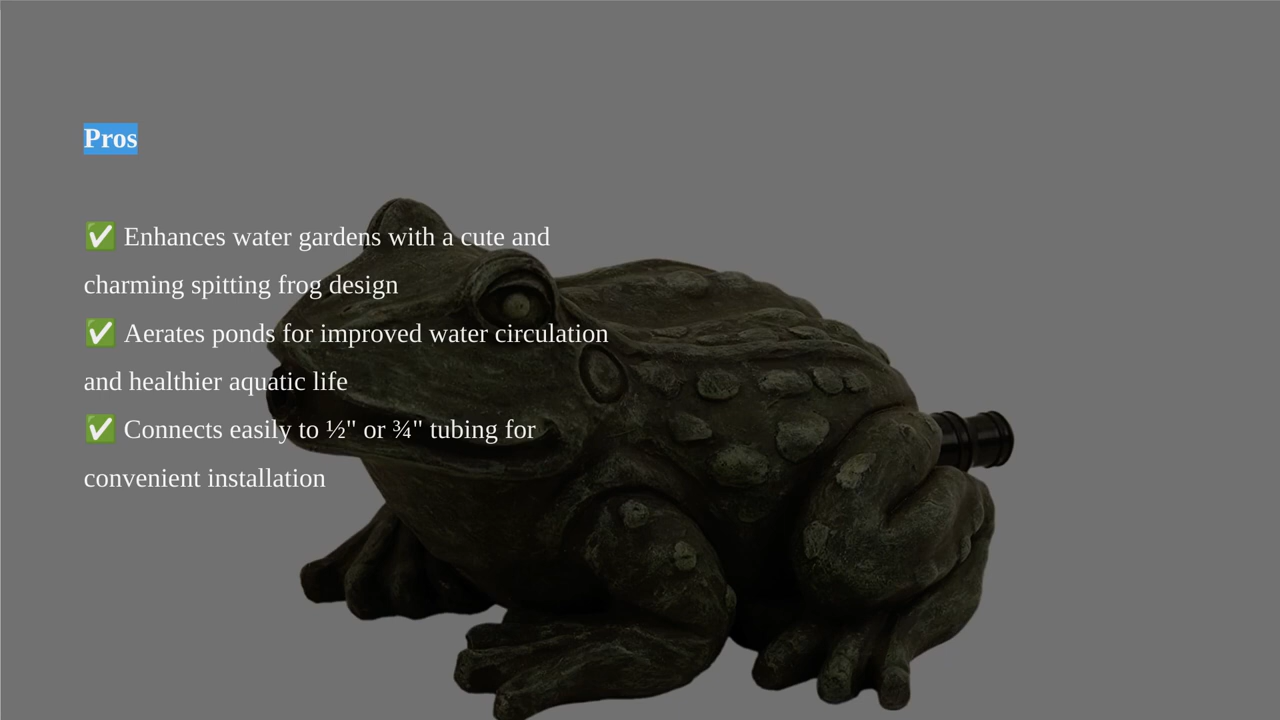 Pros
✅ Enhances water gardens with a cute and
charming spitting frog design
✅ Aerates ponds for improved water circulation
and healthier aquatic life
✅ Connects easily to ½" or ¾" tubing for
convenient installation